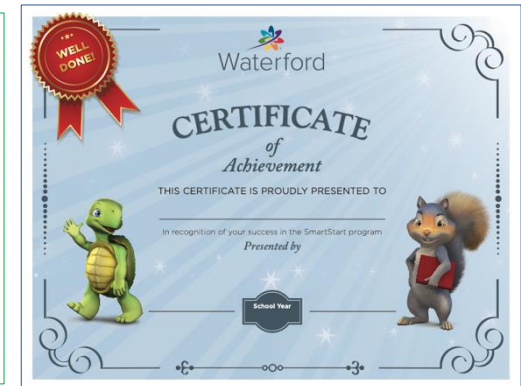 WELL
DONE!
Waterford
CERTIFICATE
of
Achievement
THIS CERTIFICATE IS PROUDLY PRESENTED TO
In recognition of your success in the SmartStart program
Presented by
School Year